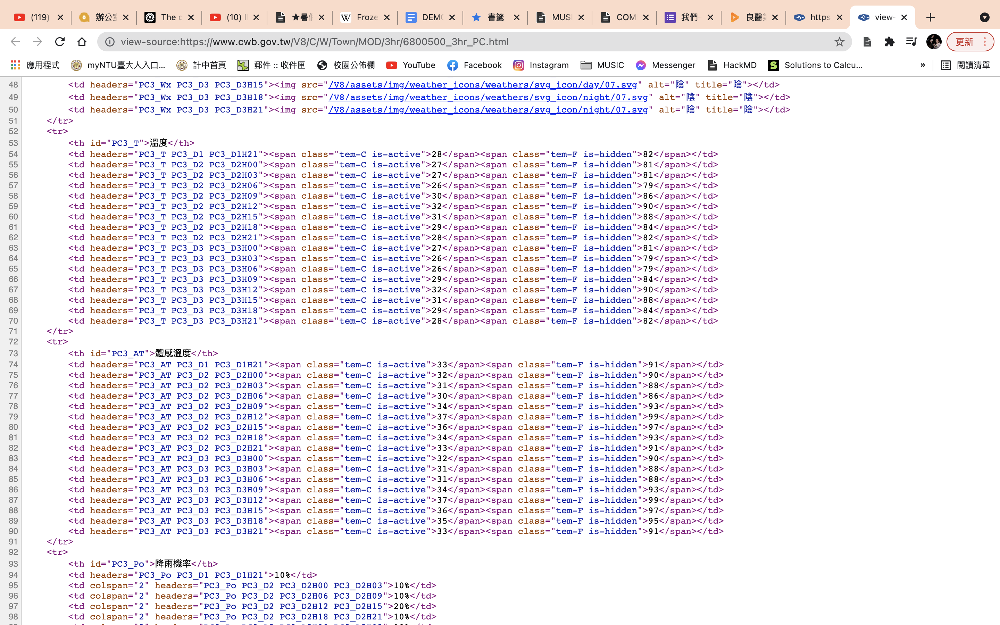 (119) 辦公 The c (10) I ★暑 W Froze DEM 書籤 MUS COM 我們- 良醫 https view-
view-source:https://www.cwb.gov.tw/V8/C/W/Town/MOD/3hr/6800500_3hr_PC.html 更新
應用程式 myNTU臺大人入口... 計中首頁 郵件 :: 收件匣 校園公佈欄 YouTube Facebook Instagram MUSIC Messenger HackMD S Solutions to Calcu... » 閱讀清單
48 <td headers="PC3_Wx PC3_D3 PC3_D3H15"><img src="/V8/assets/img/weather_icons/weathers/svg_icon/day/07.svg" alt="陰" title="陰"></td>
49 <td headers="PC3_Wx PC3_D3 PC3_D3H18"><img src="/V8/assets/img/weather_icons/weathers/svg_icon/night/07.svg" alt="陰" title="陰"></td>
50 <td headers="PC3_Wx PC3_D3 PC3_D3H21"><img src="/V8/assets/img/weather_icons/weathers/svg_icon/night/07.svg" alt="陰" title="陰"></td>
51 </tr>
52 <tr>
53 <th id="PC3_T">溫度</th>
54 <td headers="PC3_T PC3_D1 PC3_D1H21"><span class="tem-C is-active">28</span><span class="tem-F is-hidden">82</span></td>
55 <td headers="PC3_T PC3_D2 PC3_D2H00"><span class="tem-C is-active">27</span><span class="tem-F is-hidden">81</span></td>
56 <td headers="PC3_T PC3_D2 PC3_D2H03"><span class="tem-C is-active">27</span><span class="tem-F is-hidden">81</span></td>
57 <td headers="PC3_T PC3_D2 PC3_D2H06"><span class="tem-C is-active">26</span><span class="tem-F is-hidden">79</span></td>
58 <td headers="PC3_T PC3_D2 PC3_D2H09"><span class="tem-C is-active">30</span><span class="tem-F is-hidden">86</span></td>
59 <td headers="PC3_T PC3_D2 PC3_D2H12"><span class="tem-C is-active">32</span><span class="tem-F is-hidden">90</span></td>
60 <td headers="PC3_T PC3_D2 PC3_D2H15"><span class="tem-C is-active">31</span><span class="tem-F is-hidden">88</span></td>
61 <td headers="PC3_T PC3_D2 PC3_D2H18"><span class="tem-C is-active">29</span><span class="tem-F is-hidden">84</span></td>
62 <td headers="PC3_T PC3_D2 PC3_D2H21"><span class="tem-C is-active">28</span><span class="tem-F is-hidden">82</span></td>
63 <td headers="PC3_T PC3_D3 PC3_D3H00"><span class="tem-C is-active">27</span><span class="tem-F is-hidden">81</span></td>
64 <td headers="PC3_T PC3_D3 PC3_D3H03"><span class="tem-C is-active">26</span><span class="tem-F is-hidden">79</span></td>
65 <td headers="PC3_T PC3_D3 PC3_D3H06"><span class="tem-C is-active">26</span><span class="tem-F is-hidden">79</span></td>
66 <td headers="PC3_T PC3_D3 PC3_D3H09"><span class="tem-C is-active">29</span><span class="tem-F is-hidden">84</span></td>
67 <td headers="PC3_T PC3_D3 PC3_D3H12"><span class="tem-C is-active">32</span><span class="tem-F is-hidden">90</span></td>
68 <td headers="PC3_T PC3_D3 PC3_D3H15"><span class="tem-C is-active">31</span><span class="tem-F is-hidden">88</span></td>
69 <td headers="PC3_T PC3_D3 PC3_D3H18"><span class="tem-C is-active">29</span><span class="tem-F is-hidden">84</span></td>
70 <td headers="PC3_T PC3_D3 PC3_D3H21"><span class="tem-C is-active">28</span><span class="tem-F is-hidden">82</span></td>
71 </tr>
72 <tr>
73 <th id="PC3_AT">體感溫度</th>
74 <td headers="PC3_AT PC3_D1 PC3_D1H21"><span class="tem-C is-active">33</span><span class="tem-F is-hidden">91</span></td>
75 <td headers="PC3_AT PC3_D2 PC3_D2H00"><span class="tem-C is-active">32</span><span class="tem-F is-hidden">90</span></td>
76 <td headers="PC3_AT PC3_D2 PC3_D2H03"><span class="tem-C is-active">31</span><span class="tem-F is-hidden">88</span></td>
77 <td headers="PC3_AT PC3_D2 PC3_D2H06"><span class="tem-C is-active">30</span><span class="tem-F is-hidden">86</span></td>
78 <td headers="PC3_AT PC3_D2 PC3_D2H09"><span class="tem-C is-active">34</span><span class="tem-F is-hidden">93</span></td>
79 <td headers="PC3_AT PC3_D2 PC3_D2H12"><span class="tem-C is-active">37</span><span class="tem-F is-hidden">99</span></td>
80 <td headers="PC3_AT PC3_D2 PC3_D2H15"><span class="tem-C is-active">36</span><span class="tem-F is-hidden">97</span></td>
81 <td headers="PC3_AT PC3_D2 PC3_D2H18"><span class="tem-C is-active">34</span><span class="tem-F is-hidden">93</span></td>
82 <td headers="PC3_AT PC3_D2 PC3_D2H21"><span class="tem-C is-active">33</span><span class="tem-F is-hidden">91</span></td>
83 <td headers="PC3_AT PC3_D3 PC3_D3H00"><span class="tem-C is-active">32</span><span class="tem-F is-hidden">90</span></td>
84 <td headers="PC3_AT PC3_D3 PC3_D3H03"><span class="tem-C is-active">31</span><span class="tem-F is-hidden">88</span></td>
85 <td headers="PC3_AT PC3_D3 PC3_D3H06"><span class="tem-C is-active">31</span><span class="tem-F is-hidden">88</span></td>
86 <td headers="PC3_AT PC3_D3 PC3_D3H09"><span class="tem-C is-active">34</span><span class="tem-F is-hidden">93</span></td>
87 <td headers="PC3_AT PC3_D3 PC3_D3H12"><span class="tem-C is-active">37</span><span class="tem-F is-hidden">99</span></td>
88 <td headers="PC3_AT PC3_D3 PC3_D3H15"><span class="tem-C is-active">36</span><span class="tem-F is-hidden">97</span></td>
89 <td headers="PC3_AT PC3_D3 PC3_D3H18"><span class="tem-C is-active">35</span><span class="tem-F is-hidden">95</span></td>
90 <td headers="PC3_AT PC3_D3 PC3_D3H21"><span class="tem-C is-active">33</span><span class="tem-F is-hidden">91</span></td>
91 </tr>
92 <tr>
93 <th id="PC3_Po">降雨機率</th>
94 <td headers="PC3_Po PC3_D1 PC3_D1H21">10%</td>
95 <td colspan="2" headers="PC3_Po PC3_D2 PC3_D2H00 PC3_D2H03">10%</td>
96 <td colspan="2" headers="PC3_Po PC3_D2 PC3_D2H06 PC3_D2H09">10%</td>
97 <td colspan="2" headers="PC3_Po PC3_D2 PC3_D2H12 PC3_D2H15">20%</td>
98 <td colspan="2" headers="PC3_Po PC3_D2 PC3_D2H18 PC3_D2H21">10%</td>